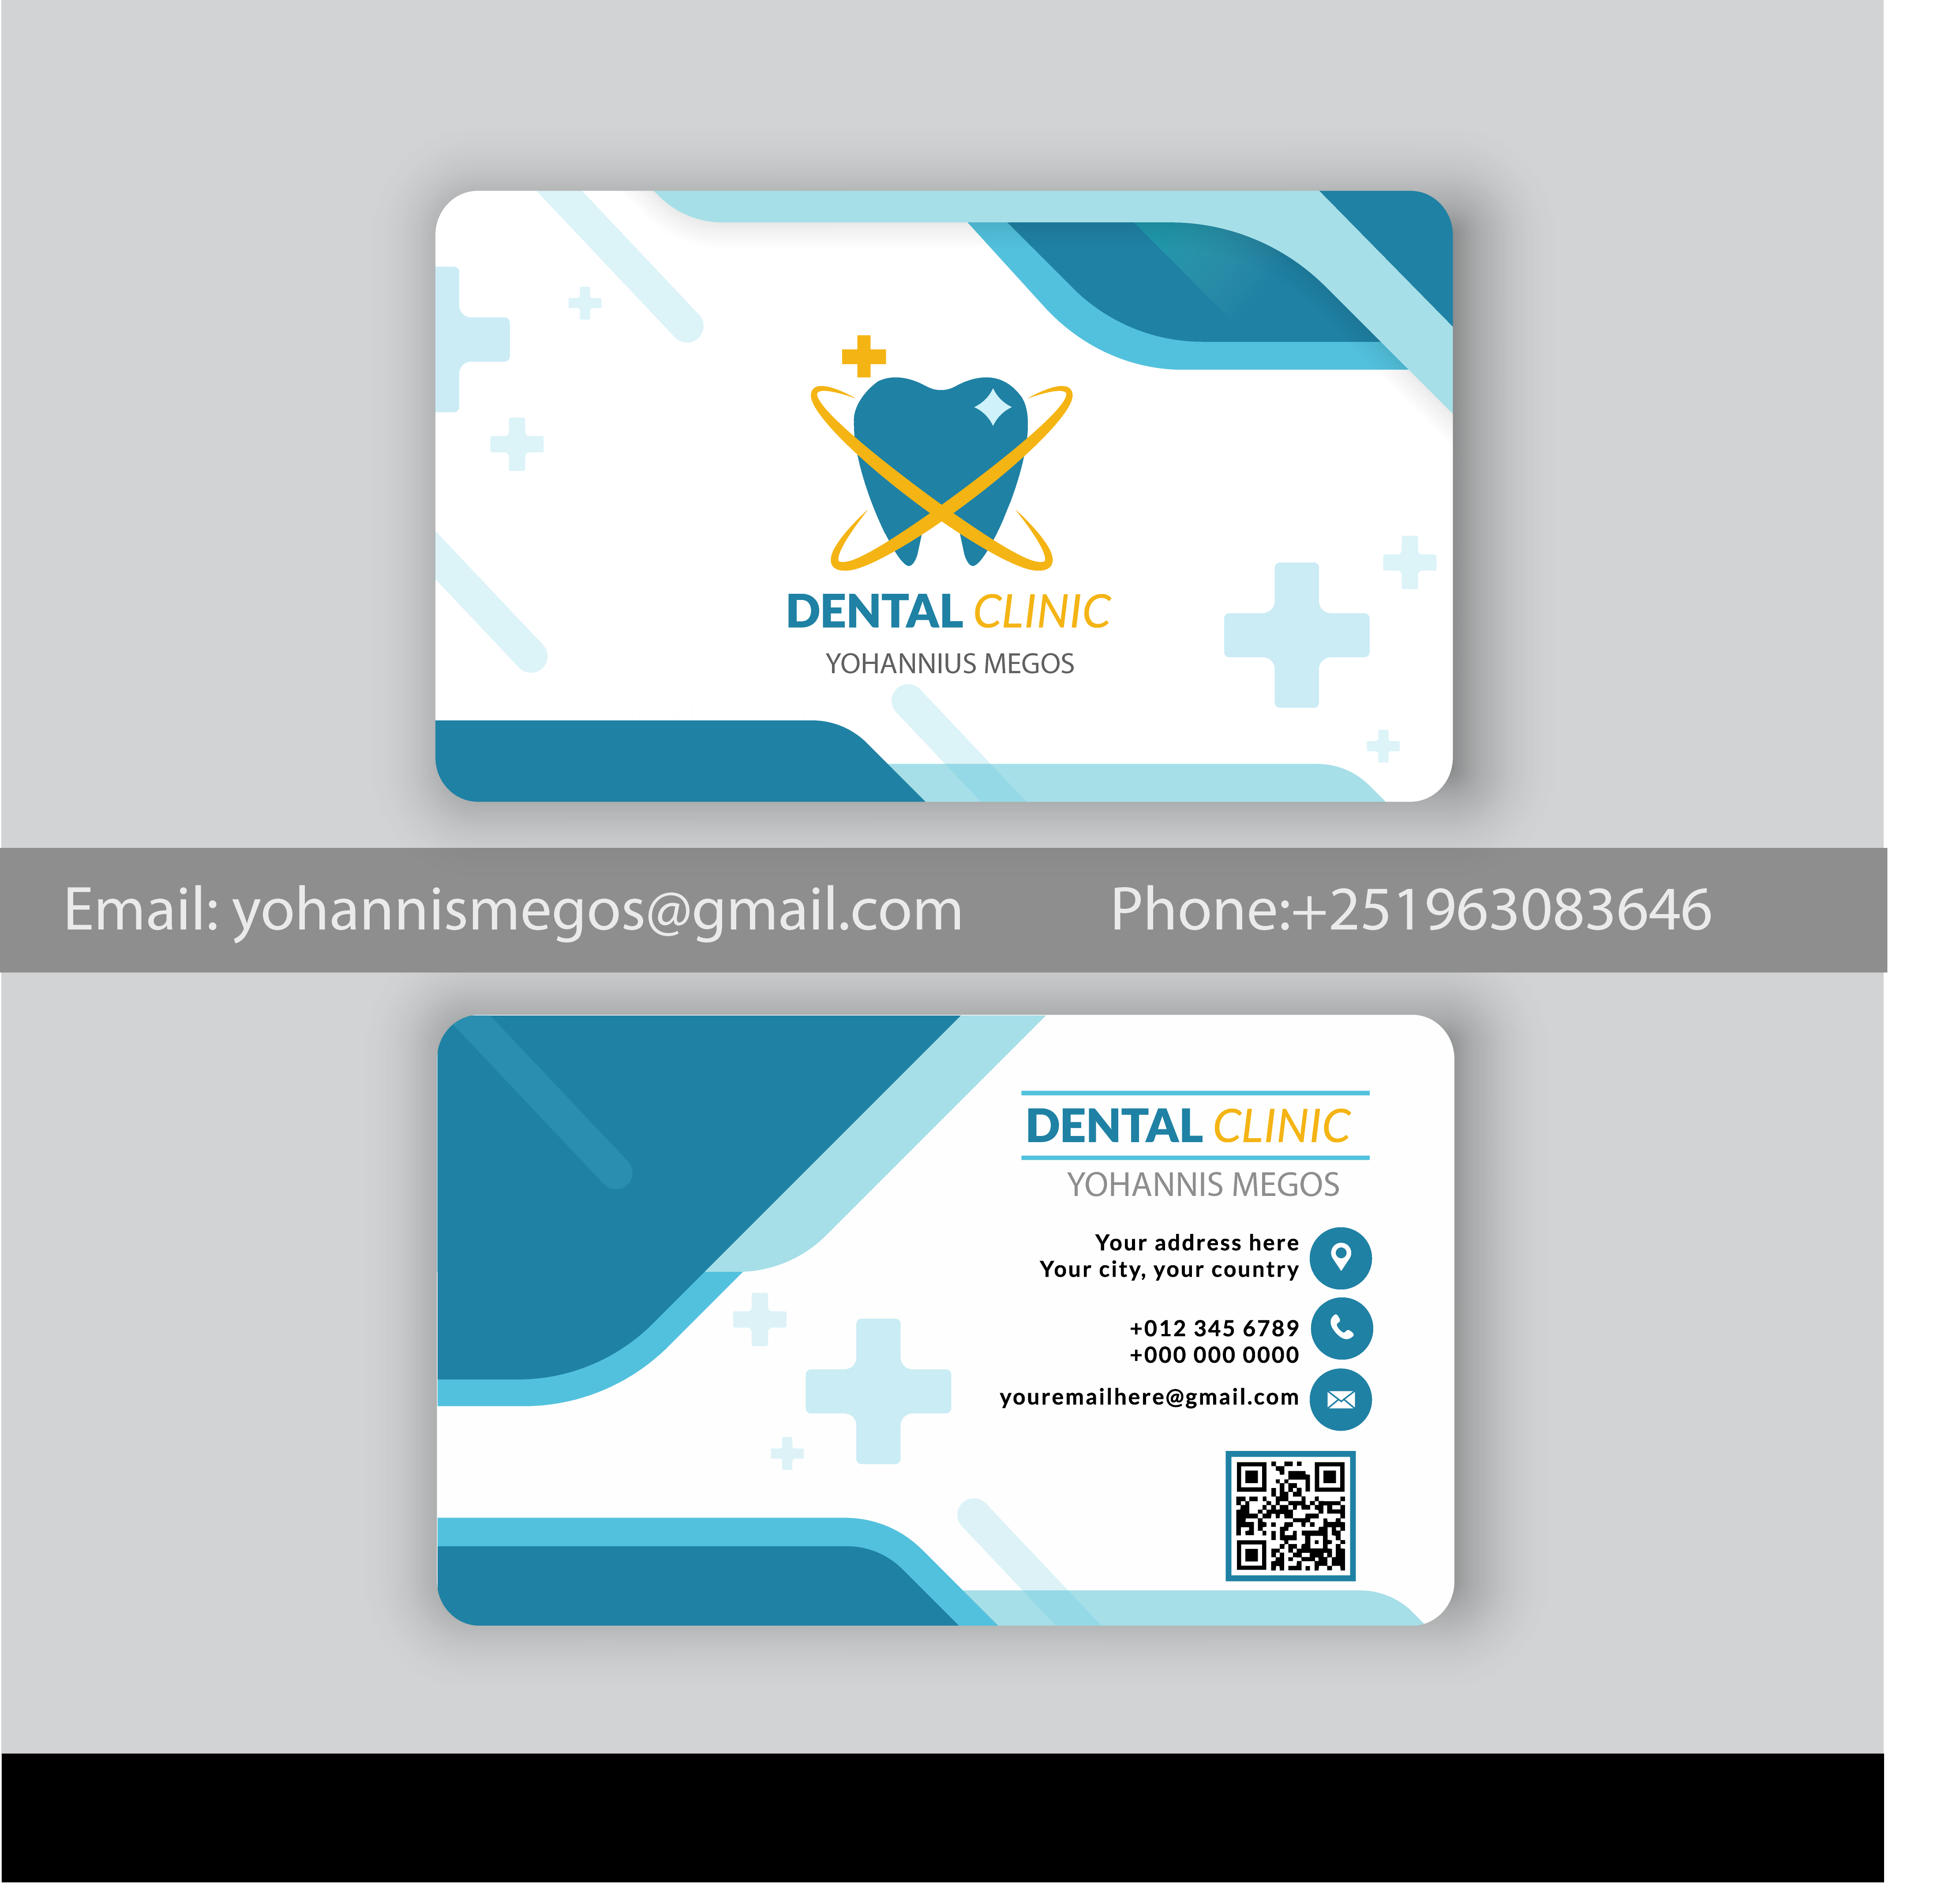 DENTAL CLINIC
YOHANNIUS MEGOS
Email: yohannismegos@gmail.com Phone:+251963083646
DENTAL CLINIC
YOHANNIS MEGOS
Your address here
Your city, your country
+012 345 6789
+000 000 0000
youremailhere@gmail.com